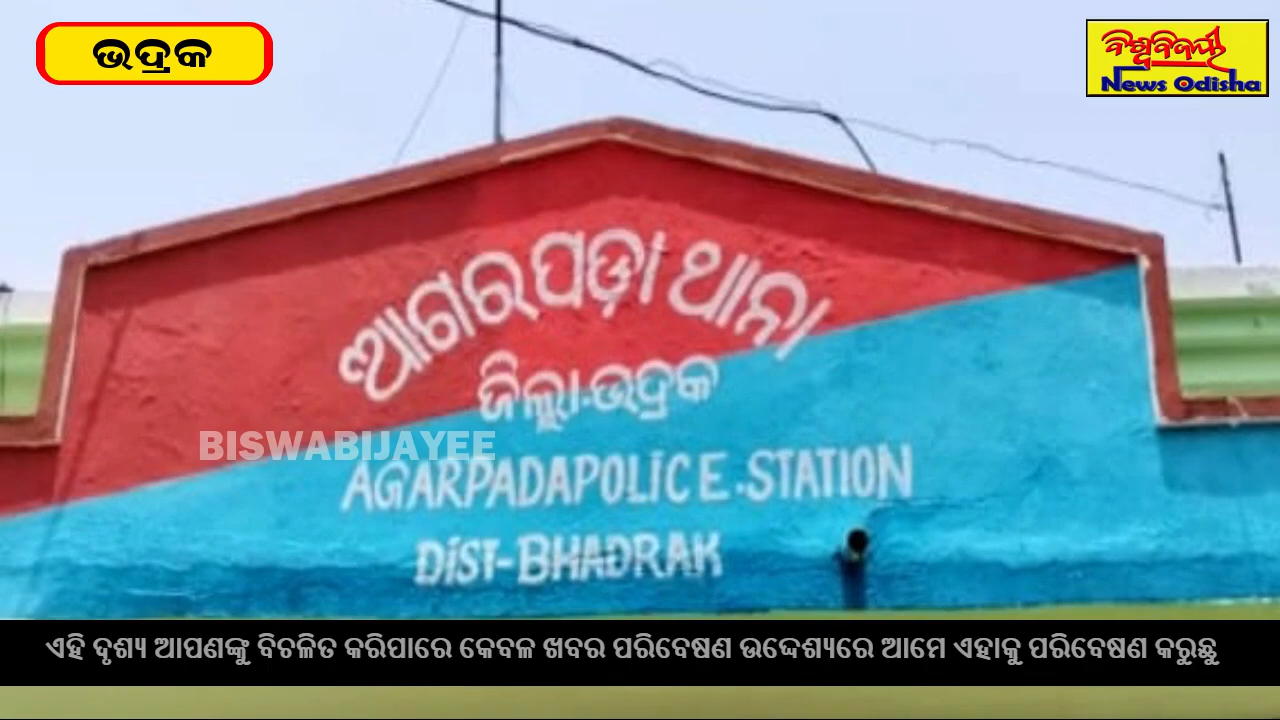 ଭଦ୍ରକ
ବିଶ୍ୱବିଜୟୀ
News Odisha
ଆଗରପଡ଼ା ଥାନା
ଜିଲ୍ଲା-ଭଦ୍ରକ
BISWABIJAYEE
AGARPADAPOLICE.STATION
DIST-BHADRAK
ଏହି ଦୃଶ୍ୟ ଆପଣଙ୍କୁ ବିଚଳିତ କରିପାରେ କେବଳ ଖବର ପରିବେଷଣ ଉଦ୍ଦେଶ୍ୟରେ ଆମେ ଏହାକୁ ପରିବେଷଣ କରୁଛୁ